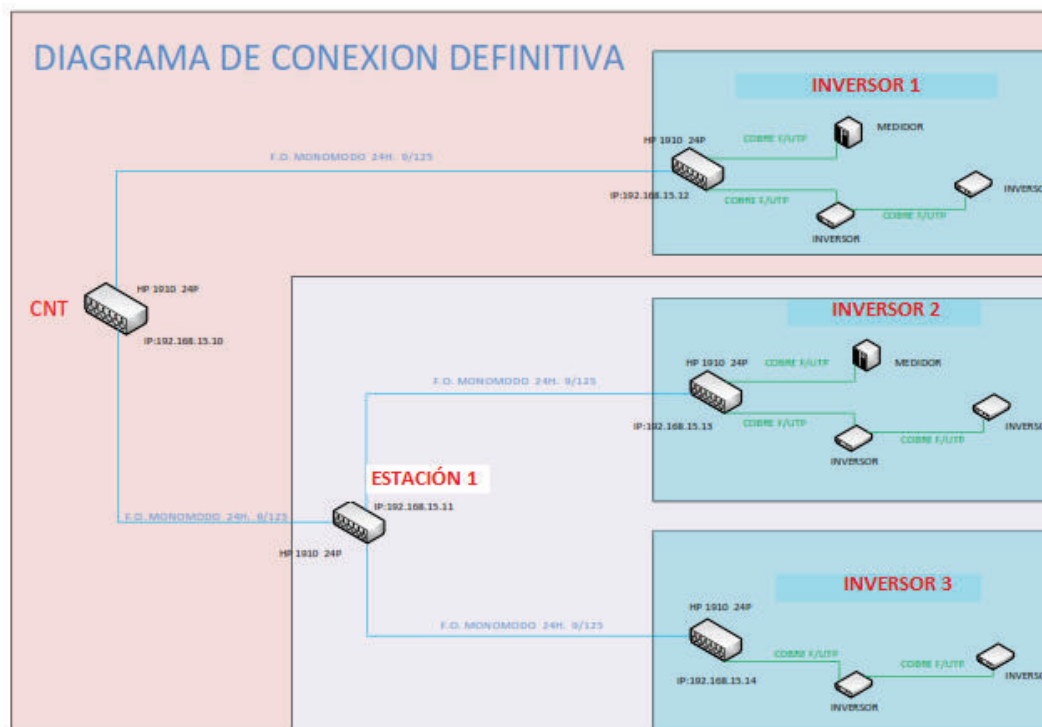 DIAGRAMA DE CONEXION DEFINITIVA
INVERSOR 1
HP 1910 24P
COBRE F/UTP
MEDIDOR
F.O. MONOMODO 24H. 9/125
IP:192.168.15.12
COBRE F/UTP
COBRE F/UTP
INVERSO
INVERSOR
CNT
HP 1910 24P
IP:192.168.15.10
INVERSOR 2
HP 1910 24P
COBRE F/UTP
MEDIDOR
F.O. MONOMODO 24H. 9/125
IP:192.168.15.13
COBRE F/UTP
COBRE F/UTP
INVERSO
INVERSOR
ESTACIÓN 1
IP:192.168.15.11
F.O. MONOMODO 24H. 9/125
HP 1910 24P
INVERSOR 3
HP 1910 24P
F.O. MONOMODO 24H. 9/125
COBRE F/UTP
COBRE F/UTP
IP:192.168.15.14
INVERSO
INVERSOR